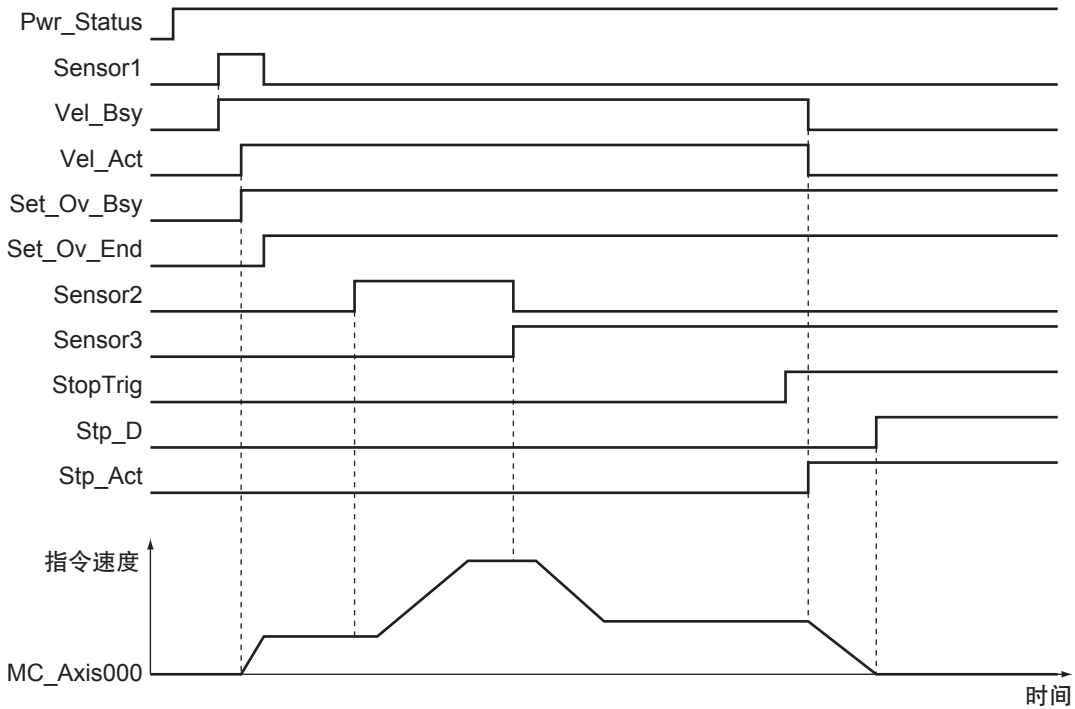 Pwr_Status
Sensor1
Vel_Bsy
Vel_Act
Set_Ov_Bsy
Set_Ov_End
Sensor2
Sensor3
StopTrig
Stp_D
Stp_Act
指令速度
MC_Axis000
时间